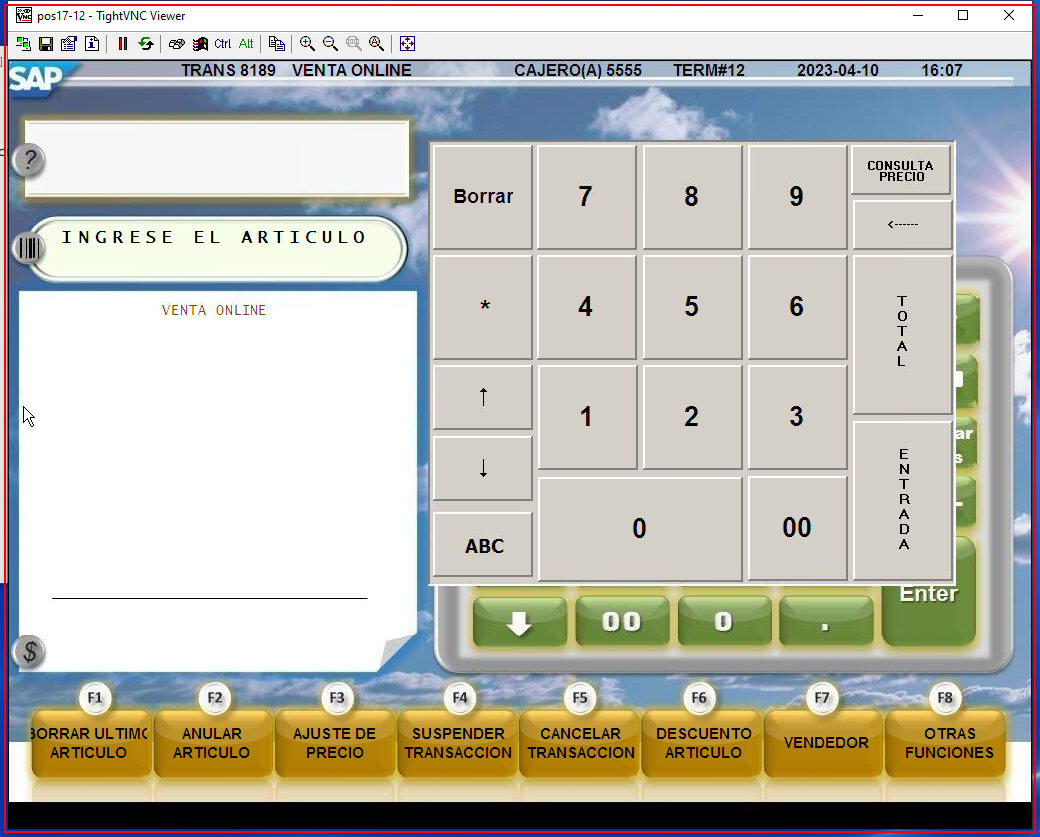 pos17-12 - TightVNC Viewer
Ctrl Alt
SAP
TRANS 8189 VENTA ONLINE CAJERO(A) 5555 TERM#12 2023-04-10 16:07
?
INGRESE EL ARTICULO
VENTA ONLINE
$
Borrar 7 8 9 CONSULTA
PRECIO
<------
* 4 5 6 TOTAL
↑ 1 2 3
↓
ENTRADA
ABC 0 00
Enter
00 0 .
F1 F2 F3 F4 F5 F6 F7 F8
BORRAR ULTIMO
ARTICULO
ANULAR
ARTICULO
AJUSTE DE
PRECIO
SUSPENDER
TRANSACCION
CANCELAR
TRANSACCION
DESCUENTO
ARTICULO
VENDEDOR
OTRAS
FUNCIONES